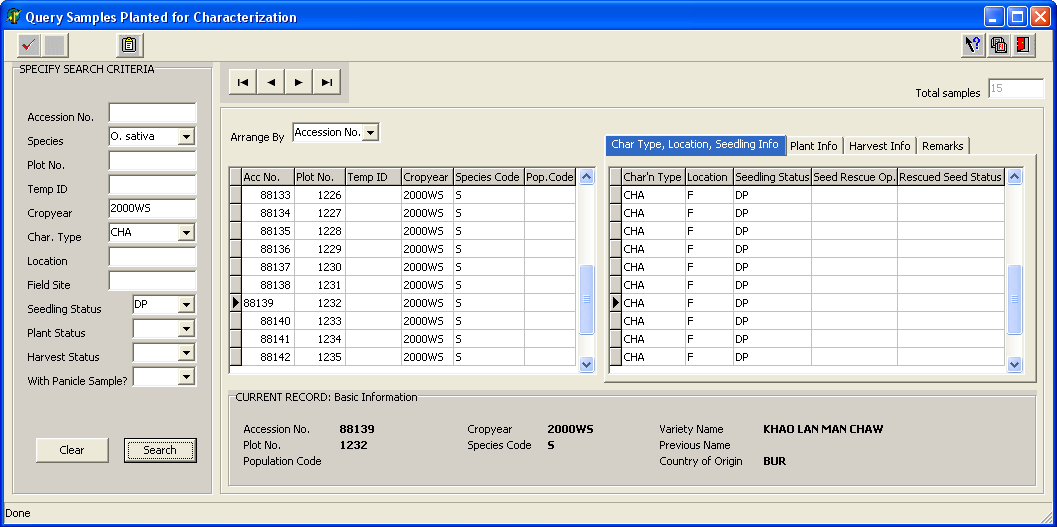 Query Samples Planted for Characterization
SPECIFY SEARCH CRITERIA
Accession No.
Species O. sativa
Plot No.
Temp ID
Cropyear 2000WS
Char. Type CHA
Location
Field Site
Seedling Status DP
Plant Status
Harvest Status
With Panicle Sample?
Clear Search
Total samples 15
Arrange By Accession No.
Acc No. Plot No. Temp ID Cropyear Species Code Pop.Code
88133 1226 2000WS S
88134 1227 2000WS S
88135 1228 2000WS S
88136 1229 2000WS S
88137 1230 2000WS S
88138 1231 2000WS S
88139 1232 2000WS S
88140 1233 2000WS S
88141 1234 2000WS S
88142 1235 2000WS S
Char Type, Location, Seedling Info Plant Info Harvest Info Remarks
Char'n Type Location Seedling Status Seed Rescue Op. Rescued Seed Status
CHA F DP
CHA F DP
CHA F DP
CHA F DP
CHA F DP
CHA F DP
CHA F DP
CHA F DP
CHA F DP
CHA F DP
CURRENT RECORD: Basic Information
Accession No. 88139 Cropyear 2000WS Variety Name KHAO LAN MAN CHAW
Plot No. 1232 Species Code S Previous Name
Population Code Country of Origin BUR
Done